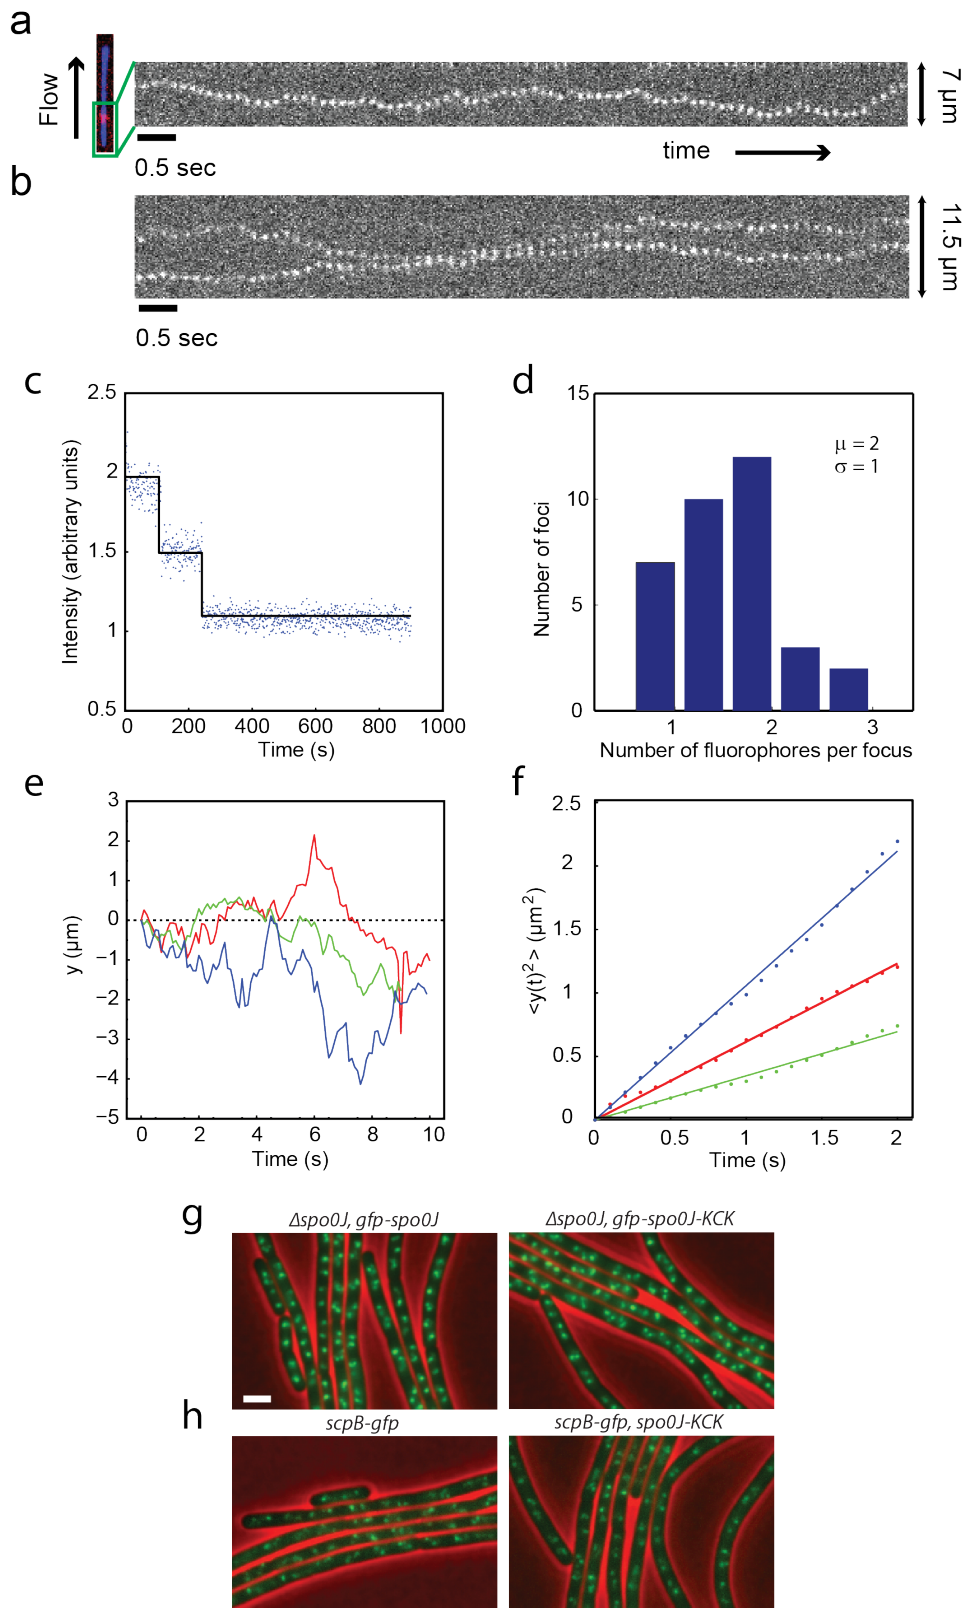 a
Flow
7 µm
0.5 sec
time
b
11.5 µm
0.5 sec
c
2.5
2
1.5
1
0.5
0 200 400 600 800 1000
Intensity (arbitrary units)
Time (s)
d
15
10
5
0
µ = 2
σ = 1
1 2 3
Number of foci
Number of fluorophores per focus
e
3
2
1
0
−1
−2
−3
−4
−5
0 2 4 6 8 10
y (µm)
Time (s)
f
2.5
2
1.5
1
0.5
0
0 0.5 1 1.5 2
<y(t)²> (µm²)
Time (s)
g
Δspo0J, gfp-spo0J
Δspo0J, gfp-spo0J-KCK
h
scpB-gfp
scpB-gfp, spo0J-KCK